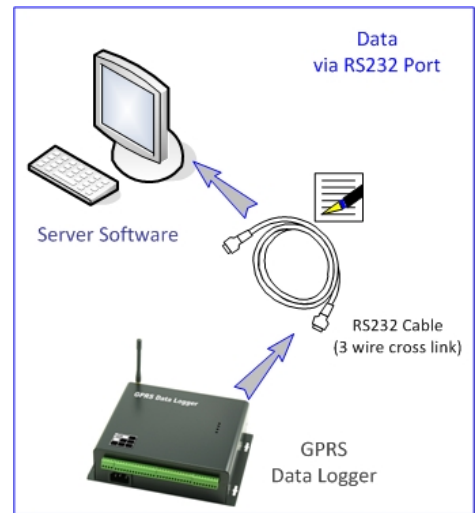 Data
via RS232 Port
Server Software
RS232 Cable
(3 wire cross link)
GPRS Data Logger
GPRS
Data Logger